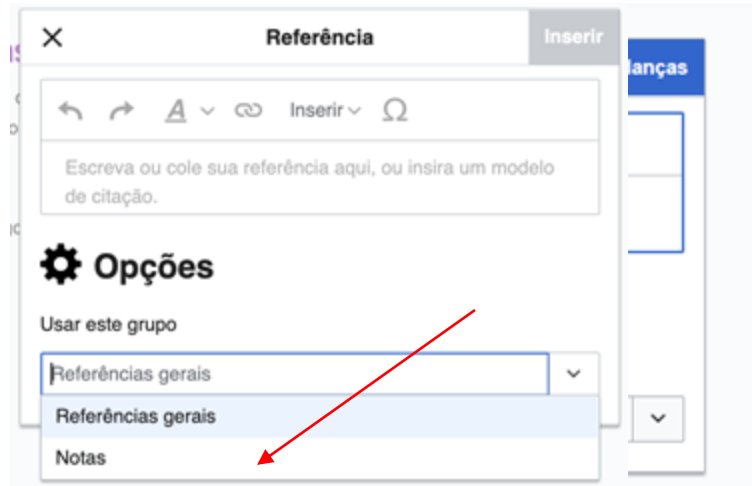 Referência
Inserir
lanças
Inserir
Escreva ou cole sua referência aqui, ou insira um modelo
de citação.
Opções
Usar este grupo
Referências gerais
Referências gerais
Notas